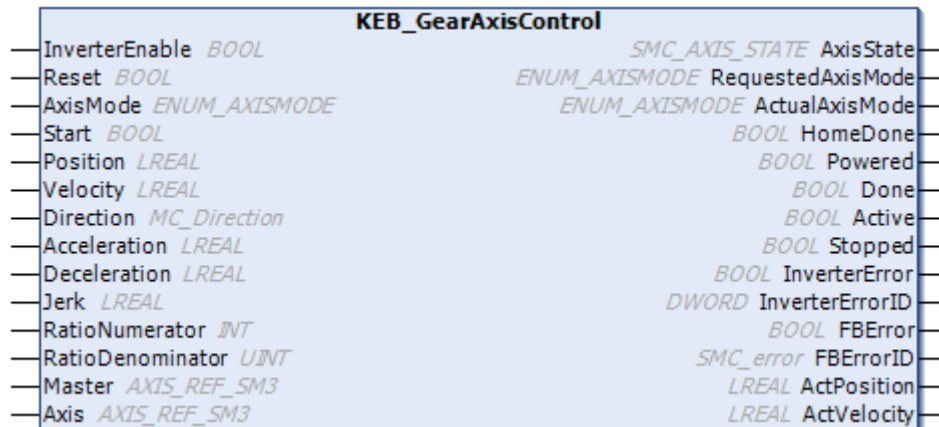 KEB_GearAxisControl
InverterEnable BOOL SMC_AXIS_STATE AxisState
Reset BOOL ENUM_AXISMODE RequestedAxisMode
AxisMode ENUM_AXISMODE ENUM_AXISMODE ActualAxisMode
Start BOOL BOOL HomeDone
Position LREAL BOOL Powered
Velocity LREAL BOOL Done
Direction MC_Direction BOOL Active
Acceleration LREAL BOOL Stopped
Deceleration LREAL BOOL InverterError
Jerk LREAL DWORD InverterErrorID
RatioNumerator INT BOOL FBError
RatioDenominator UINT SMC_error FBErrorID
Master AXIS_REF_SM3 LREAL ActPosition
Axis AXIS_REF_SM3 LREAL ActVelocity